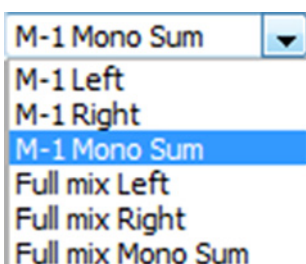 M-1 Mono Sum
M-1 Left
M-1 Right
M-1 Mono Sum
Full mix Left
Full mix Right
Full mix Mono Sum